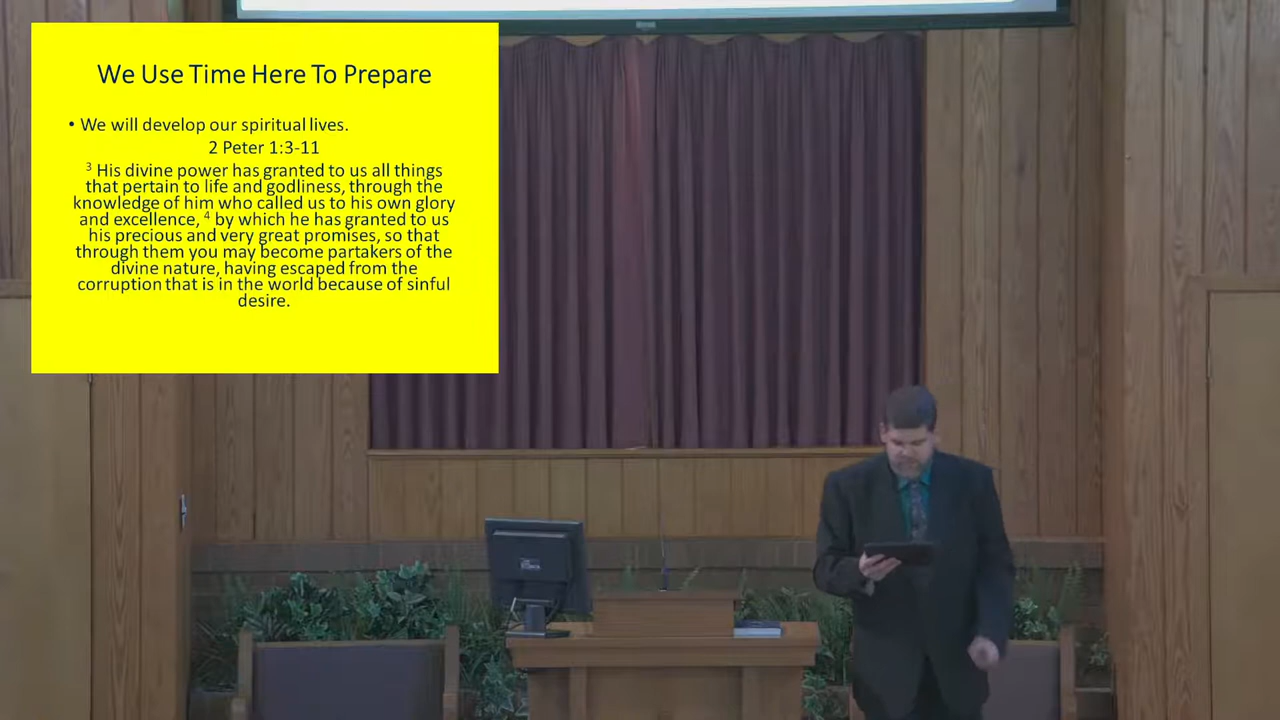 We Use Time Here To Prepare
• We will develop our spiritual lives.
2 Peter 1:3-11
³ His divine power has granted to us all things
that pertain to life and godliness, through the
knowledge of him who called us to his own glory
and excellence, ⁴ by which he has granted to us
his precious and very great promises, so that
through them you may become partakers of the
divine nature, having escaped from the
corruption that is in the world because of sinful
desire.